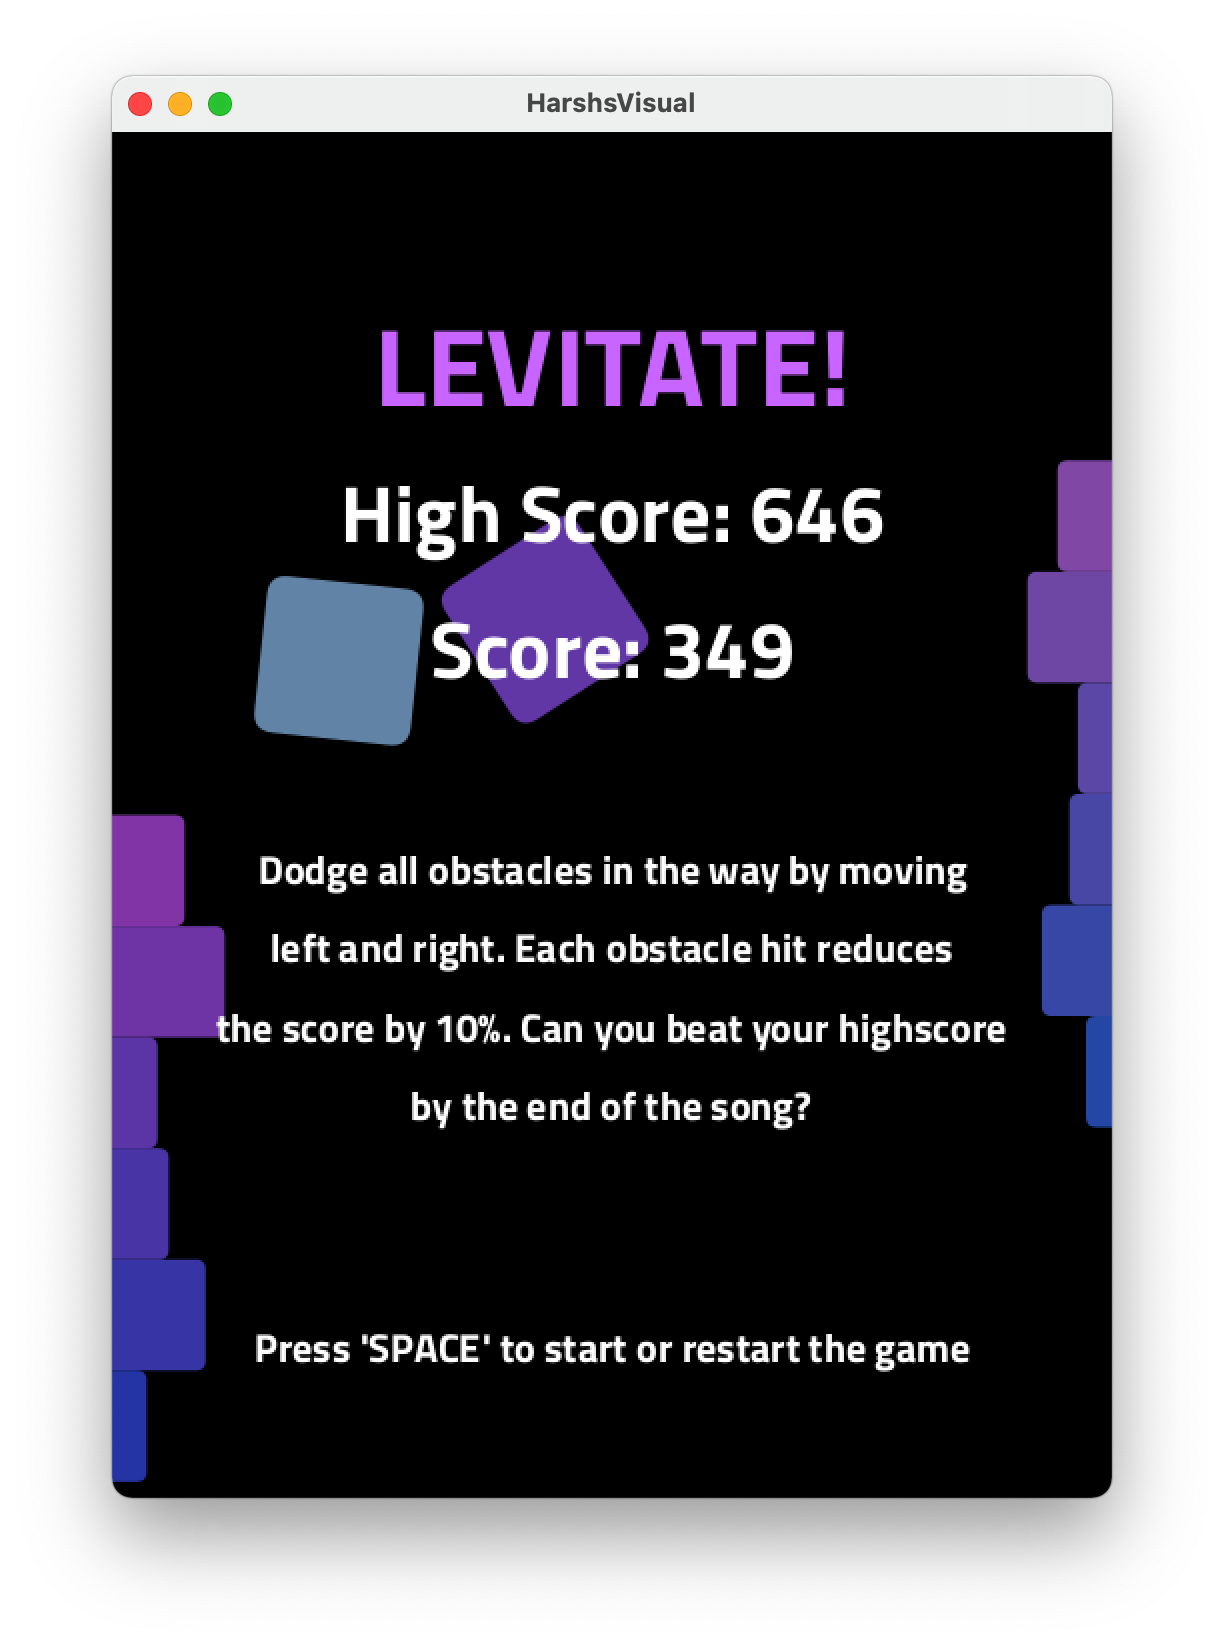 HarshsVisual
LEVITATE!
High Score: 646
Score: 349
Dodge all obstacles in the way by moving
left and right. Each obstacle hit reduces
the score by 10%. Can you beat your highscore
by the end of the song?
Press 'SPACE' to start or restart the game